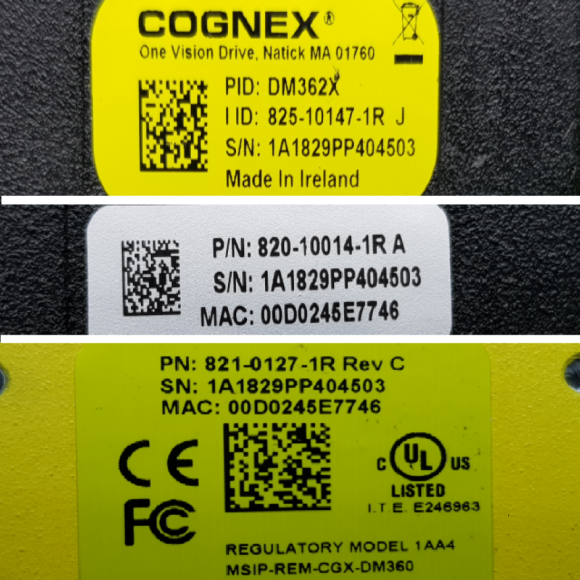 COGNEX®
One Vision Drive, Natick MA 01760
PID: DM362X
I ID: 825-10147-1R J
S/N: 1A1829PP404503
Made In Ireland
P/N: 820-10014-1R A
S/N: 1A1829PP404503
MAC: 00D0245E7746
PN: 821-0127-1R Rev C
SN: 1A1829PP404503
MAC: 00D0245E7746
CE
FC
C UL US
LISTED
I.T.E. E246963
REGULATORY MODEL 1AA4
MSIP-REM-CGX-DM360